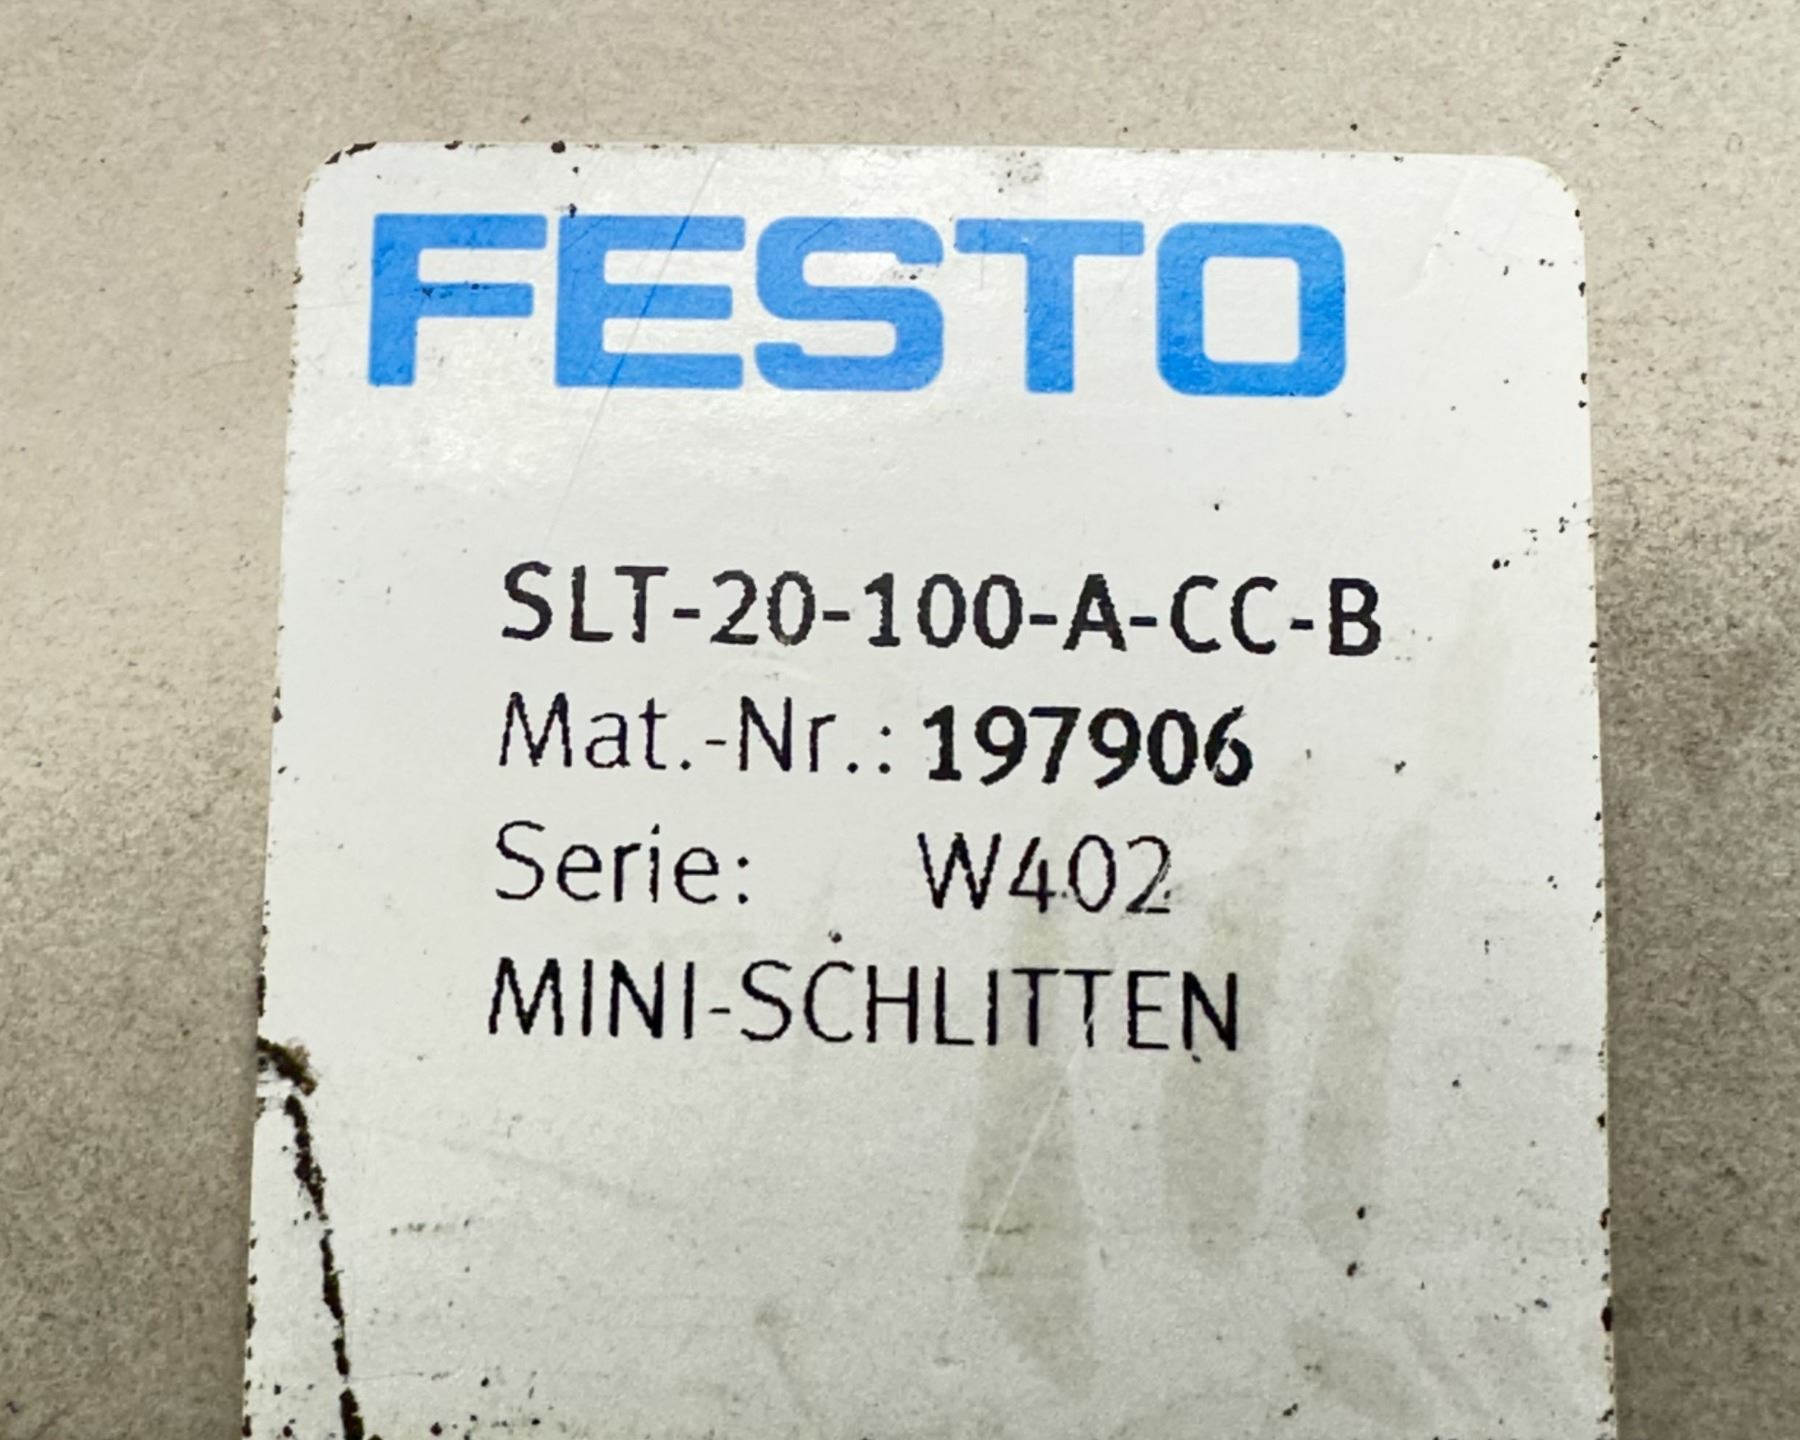 FESTO
SLT-20-100-A-CC-B
Mat.-Nr.: 197906
Serie: W402
MINI-SCHLITTEN